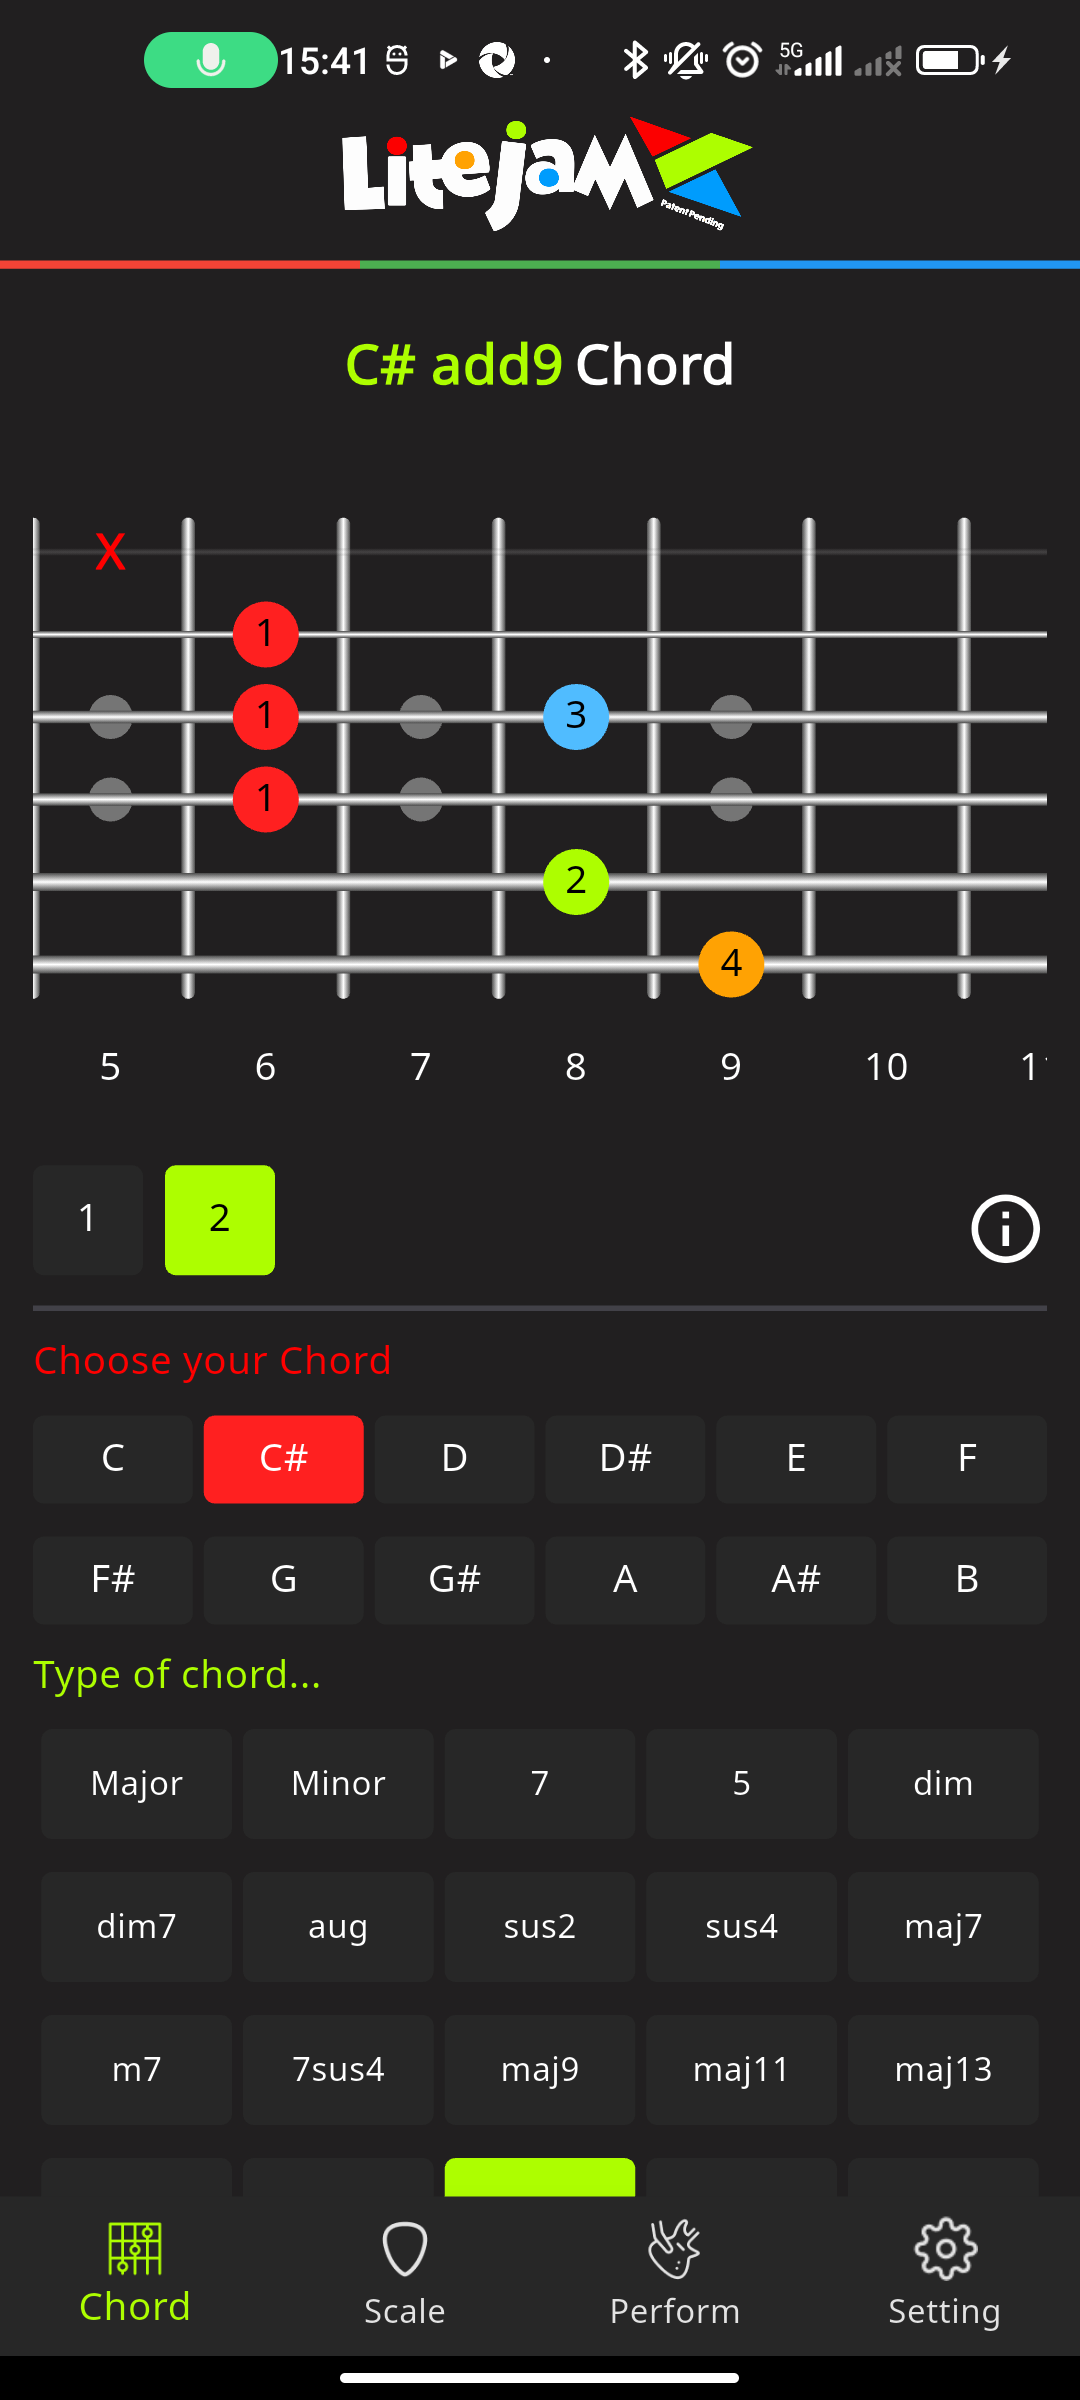 15:41 5G
LiteJam
Patent Pending
C# add9 Chord
X
1
1 3
1
2
4
5 6 7 8 9 10
1 2
Choose your Chord
C C# D D# E F
F# G G# A A# B
Type of chord...
Major Minor 7 5 dim
dim7 aug sus2 sus4 maj7
m7 7sus4 maj9 maj11 maj13
Chord Scale Perform Setting